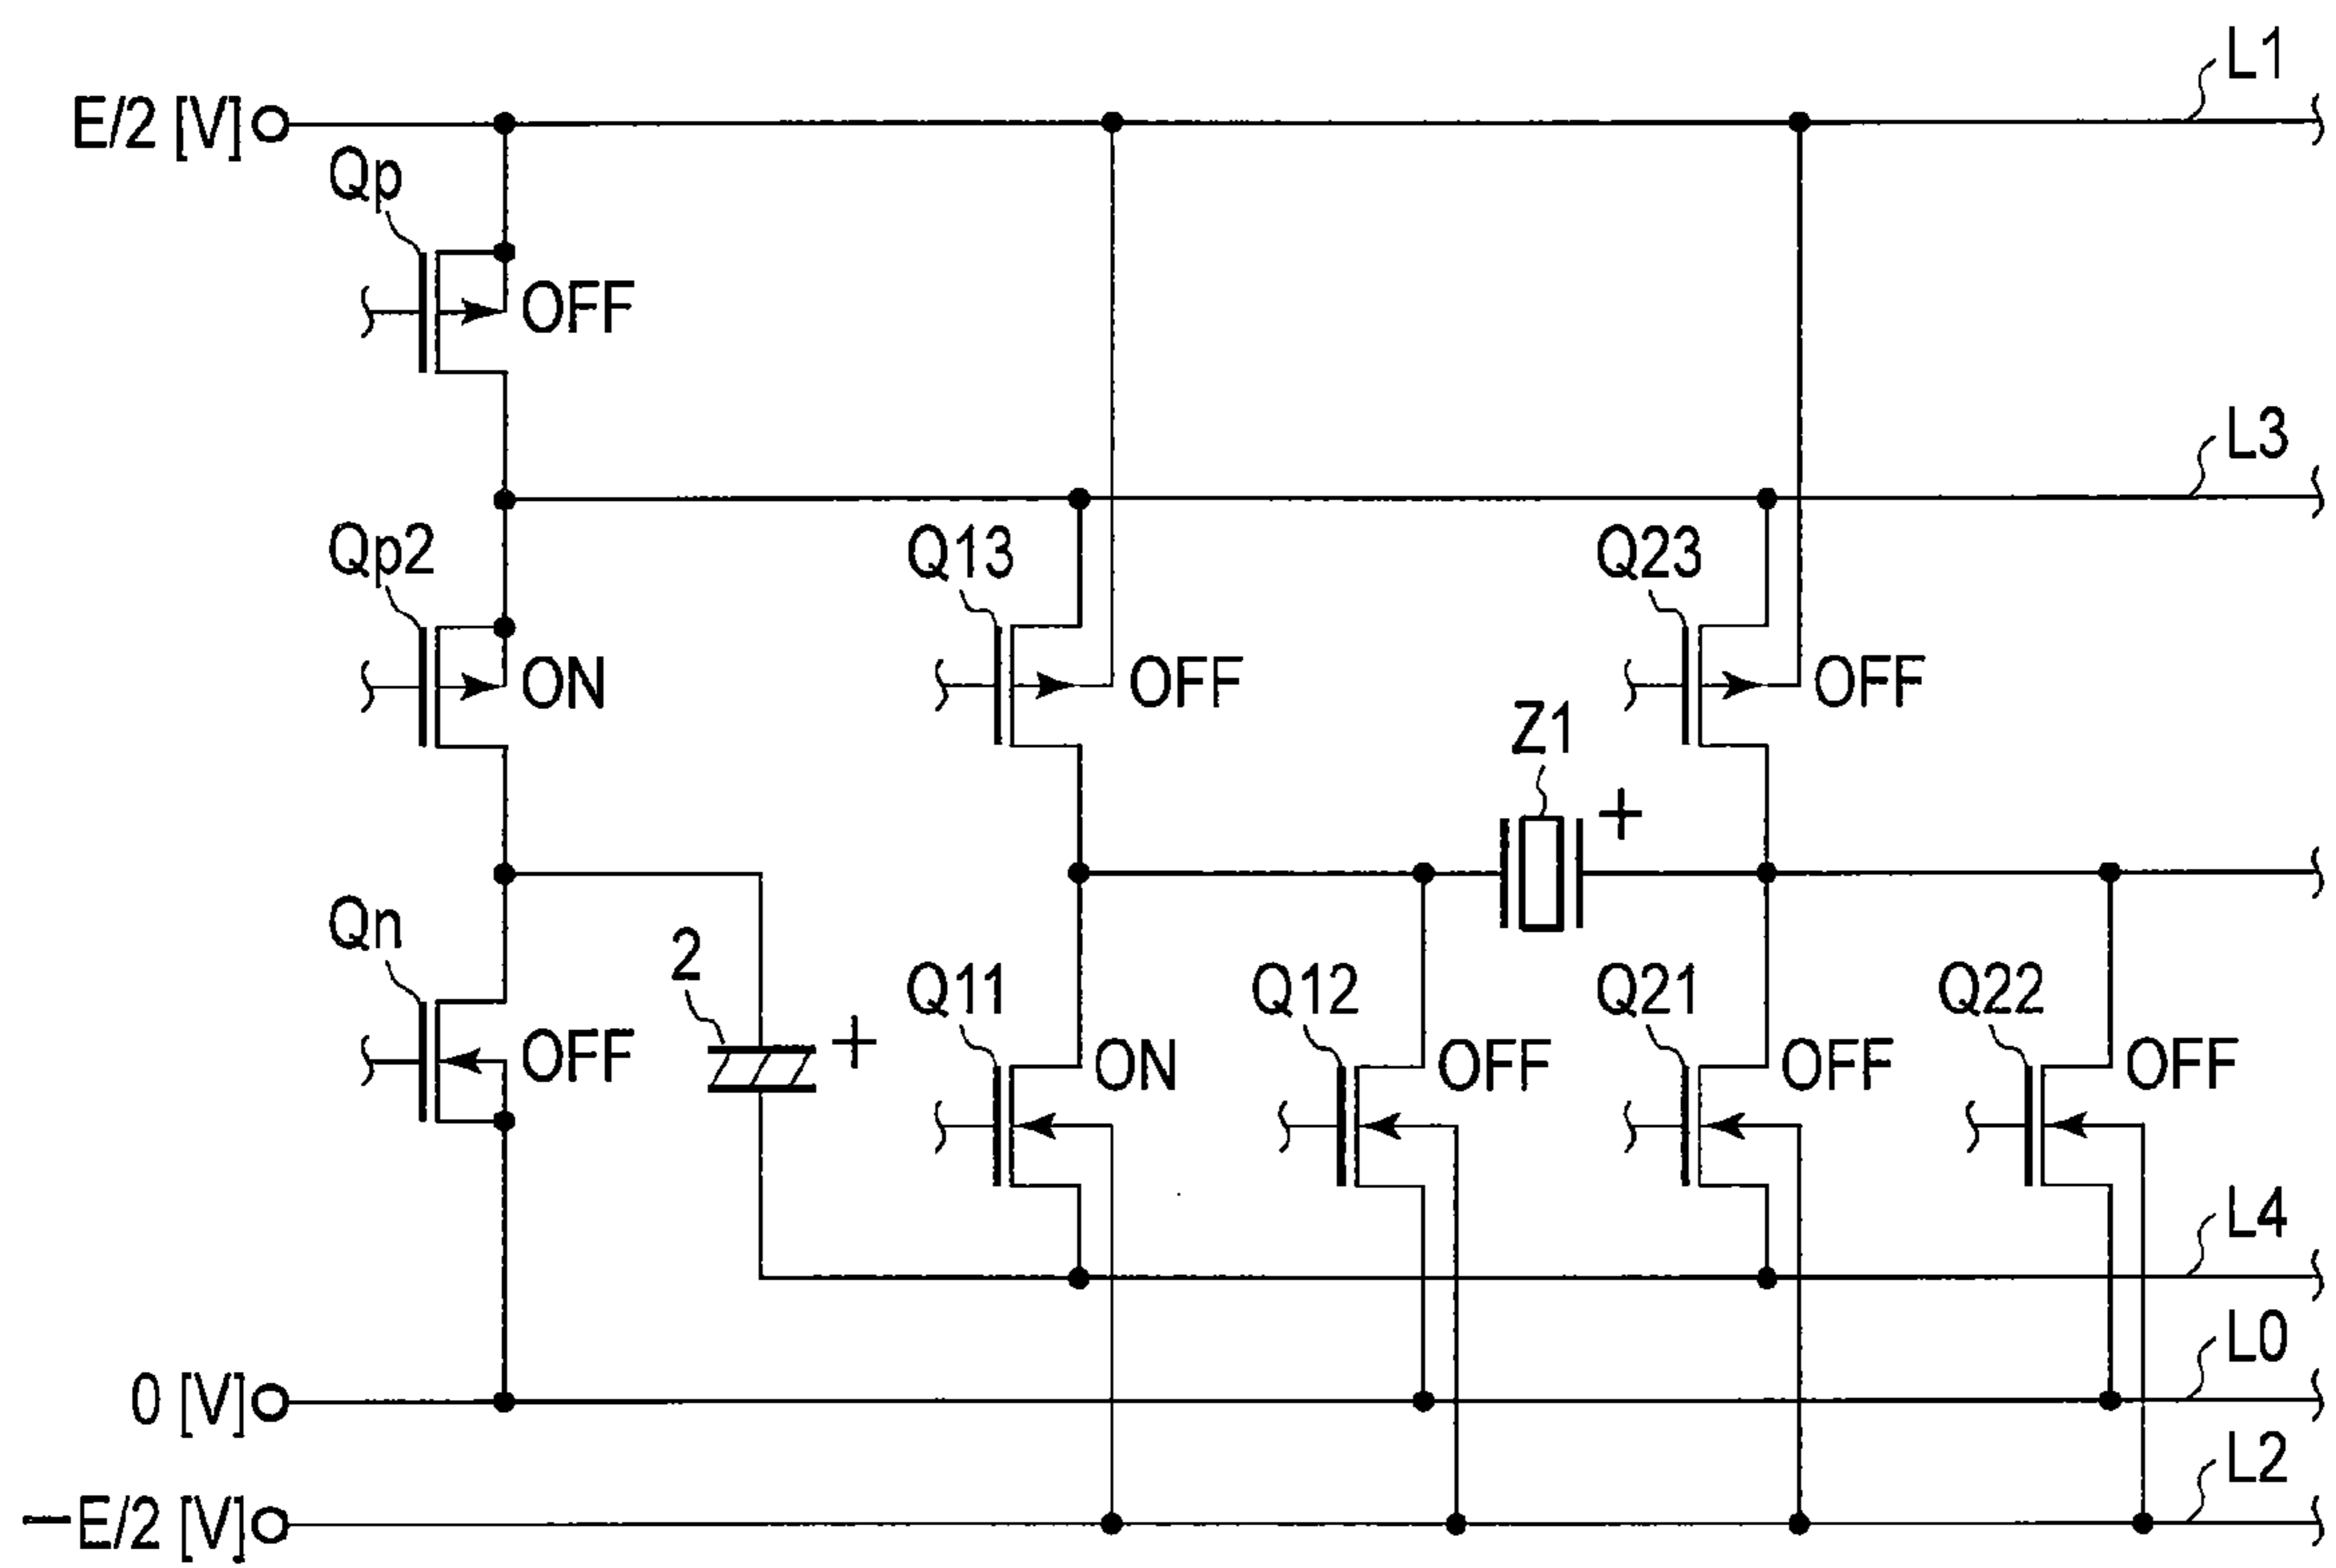 L1
E/2 [V]
Qp
OFF
L3
Qp2
Q13
Q23
ON
OFF
OFF
Z1
+
Qn
2
+
Q11
Q12
Q21
Q22
OFF
ON
OFF
OFF
OFF
L4
L0
0 [V]
L2
−E/2 [V]